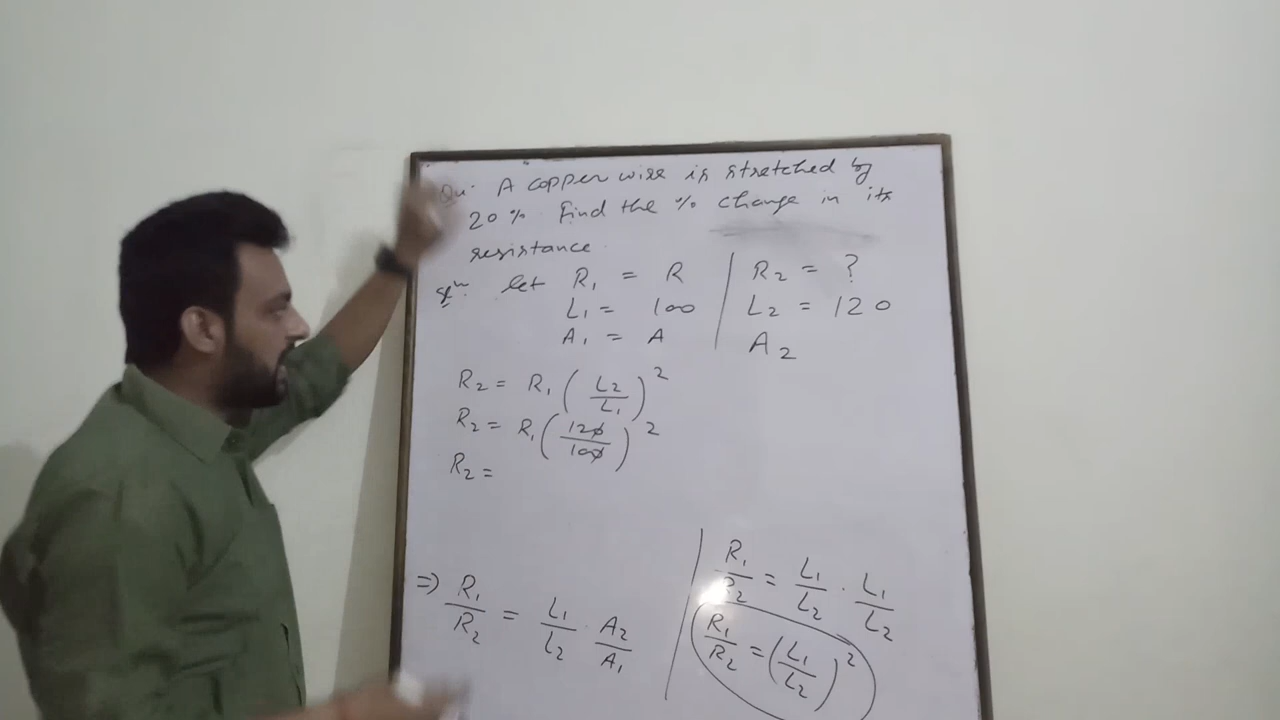 Qu. A copper wire is stretched by
20%. Find the % change in its
resistance.
Solⁿ. let R₁ = R | R₂ = ?
L₁ = 100 | L₂ = 120
A₁ = A | A₂
R₂ = R₁ (L₂/L₁)²
R₂ = R₁ (120/100)²
R₂ =
⇒) R₁/R₂ = L₁/L₂ · A₂/A₁
R₁/R₂ = L₁/L₂ · L₁/L₂
R₁/R₂ = (L₁/L₂)²